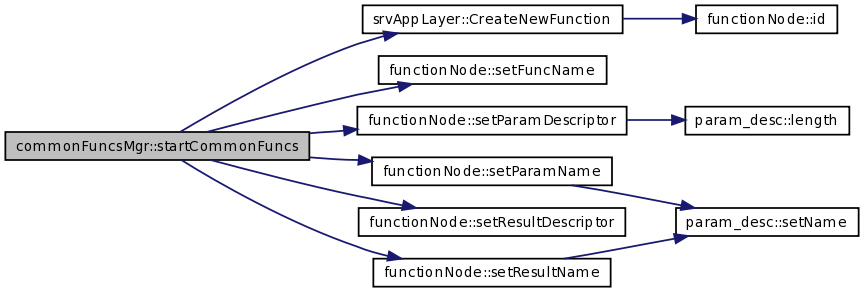 srvAppLayer::CreateNewFunction
functionNode::id
functionNode::setFuncName
functionNode::setParamDescriptor
param_desc::length
commonFuncsMgr::startCommonFuncs
functionNode::setParamName
functionNode::setResultDescriptor
param_desc::setName
functionNode::setResultName